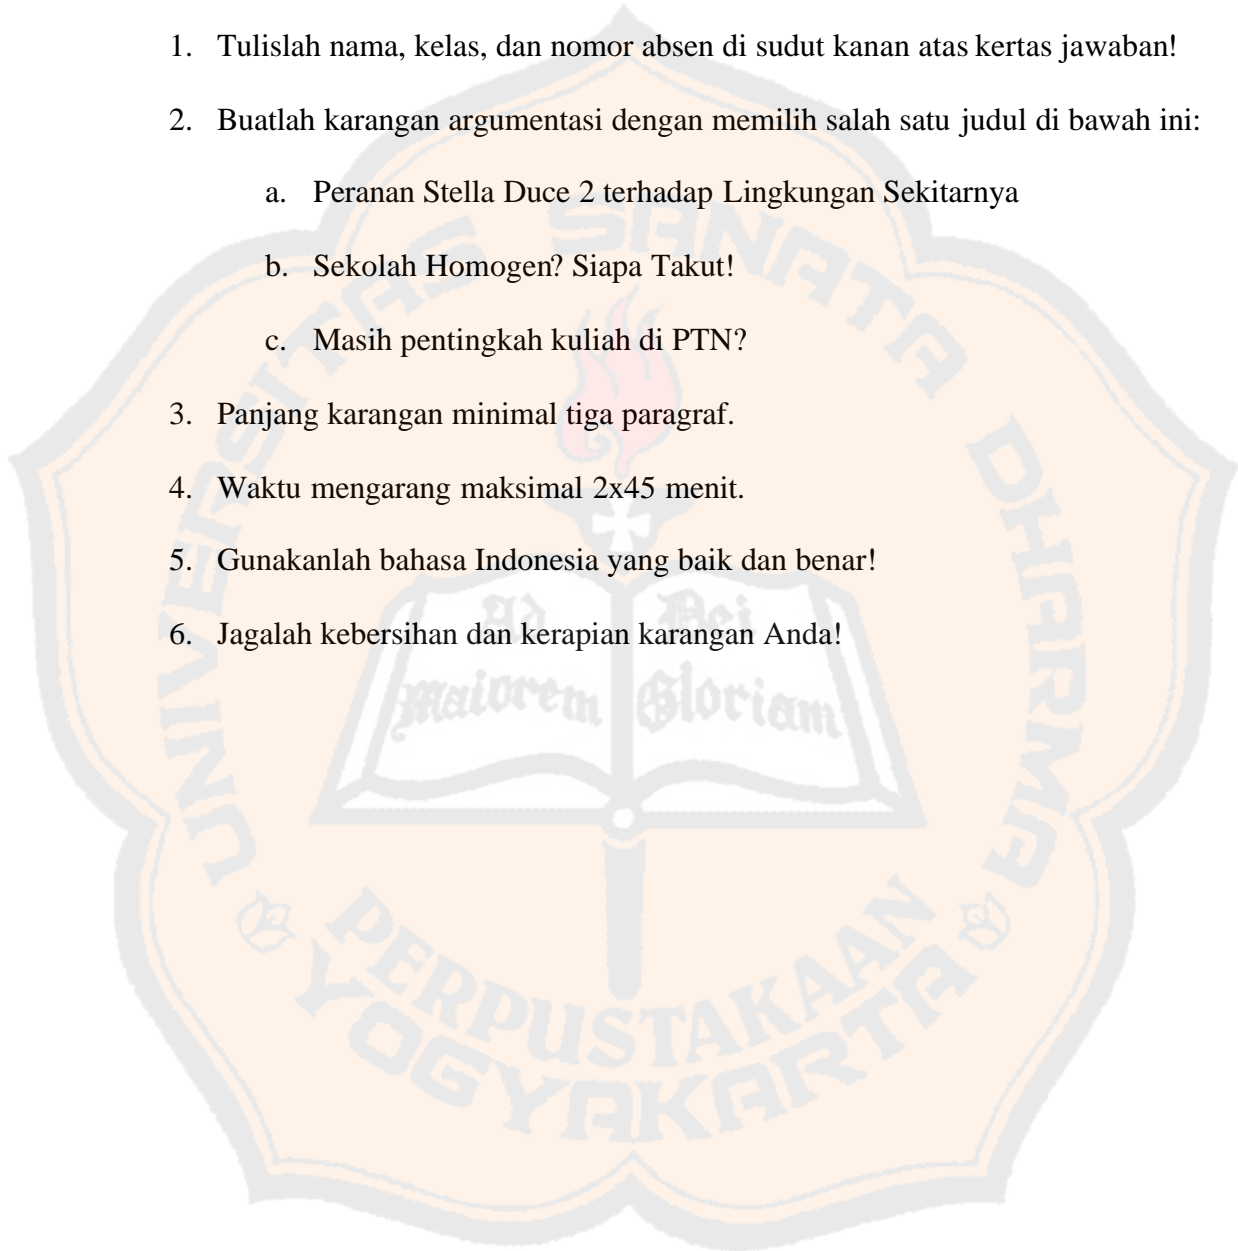 1. Tulislah nama, kelas, dan nomor absen di sudut kanan atas kertas jawaban!
2. Buatlah karangan argumentasi dengan memilih salah satu judul di bawah ini:
a. Peranan Stella Duce 2 terhadap Lingkungan Sekitarnya
b. Sekolah Homogen? Siapa Takut!
c. Masih pentingkah kuliah di PTN?
3. Panjang karangan minimal tiga paragraf.
4. Waktu mengarang maksimal 2x45 menit.
5. Gunakanlah bahasa Indonesia yang baik dan benar!
6. Jagalah kebersihan dan kerapian karangan Anda!
UNIVERSITAS SANATA DHARMA
Ad Dei
Maiorem Gloriam
PERPUSTAKAAN
YOGYAKARTA